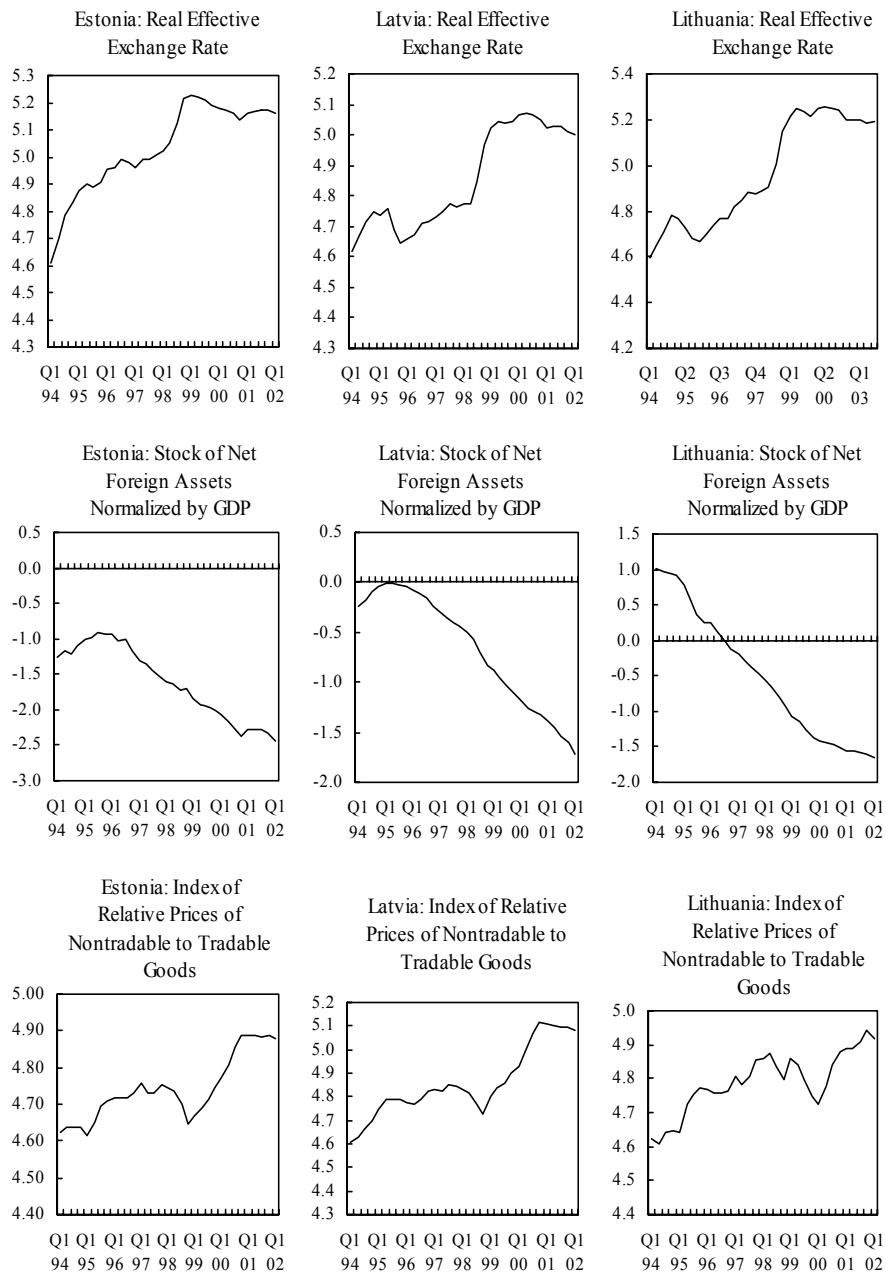 Estonia: Real Effective
Exchange Rate
5.3
5.2
5.1
5.0
4.9
4.8
4.7
4.6
4.5
4.4
4.3
Q1 Q1 Q1 Q1 Q1 Q1 Q1 Q1 Q1
94 95 96 97 98 99 00 01 02
Latvia: Real Effective
Exchange Rate
5.2
5.1
5.0
4.9
4.8
4.7
4.6
4.5
4.4
4.3
Q1 Q1 Q1 Q1 Q1 Q1 Q1 Q1 Q1
94 95 96 97 98 99 00 01 02
Lithuania: Real Effective
Exchange Rate
5.4
5.2
5.0
4.8
4.6
4.4
4.2
Q1 Q2 Q3 Q4 Q1 Q2 Q1
94 95 96 97 99 00 03
Estonia: Stock of Net
Foreign Assets
Normalized by GDP
0.5
0.0
-0.5
-1.0
-1.5
-2.0
-2.5
-3.0
Q1 Q1 Q1 Q1 Q1 Q1 Q1 Q1 Q1
94 95 96 97 98 99 00 01 02
Latvia: Stock of Net
Foreign Assets
Normalized by GDP
0.5
0.0
-0.5
-1.0
-1.5
-2.0
Q1 Q1 Q1 Q1 Q1 Q1 Q1 Q1 Q1
94 95 96 97 98 99 00 01 02
Lithuania: Stock of Net
Foreign Assets
Normalized by GDP
1.5
1.0
0.5
0.0
-0.5
-1.0
-1.5
-2.0
Q1 Q1 Q1 Q1 Q1 Q1 Q1 Q1 Q1
94 95 96 97 98 99 00 01 02
Estonia: Index of
Relative Prices of
Nontradable to Tradable
Goods
5.00
4.90
4.80
4.70
4.60
4.50
4.40
Q1 Q1 Q1 Q1 Q1 Q1 Q1 Q1 Q1
94 95 96 97 98 99 00 01 02
Latvia: Index of Relative
Prices of Nontradable to
Tradable Goods
5.2
5.1
5.0
4.9
4.8
4.7
4.6
4.5
4.4
4.3
Q1 Q1 Q1 Q1 Q1 Q1 Q1 Q1 Q1
94 95 96 97 98 99 00 01 02
Lithuania: Index of
Relative Prices of
Nontradable to Tradable
Goods
5.0
4.9
4.8
4.7
4.6
4.5
4.4
Q1 Q1 Q1 Q1 Q1 Q1 Q1 Q1 Q1
94 95 96 97 98 99 00 01 02